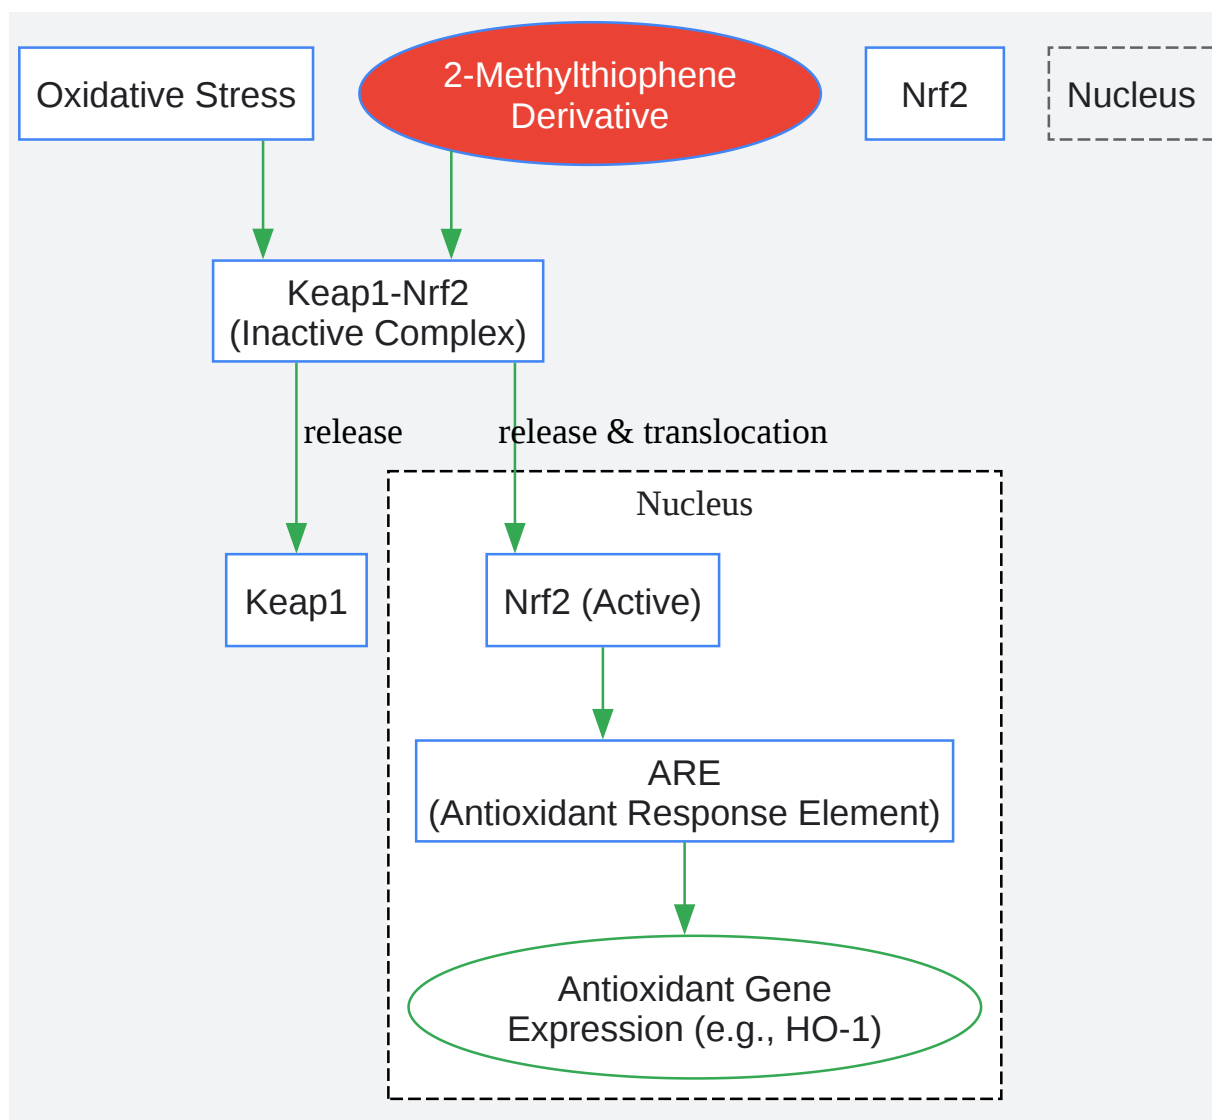 Oxidative Stress
2-Methylthiophene
Derivative
Nrf2
Nucleus
Keap1-Nrf2
(Inactive Complex)
release
release & translocation
Nucleus
Keap1
Nrf2 (Active)
ARE
(Antioxidant Response Element)
Antioxidant Gene
Expression (e.g., HO-1)